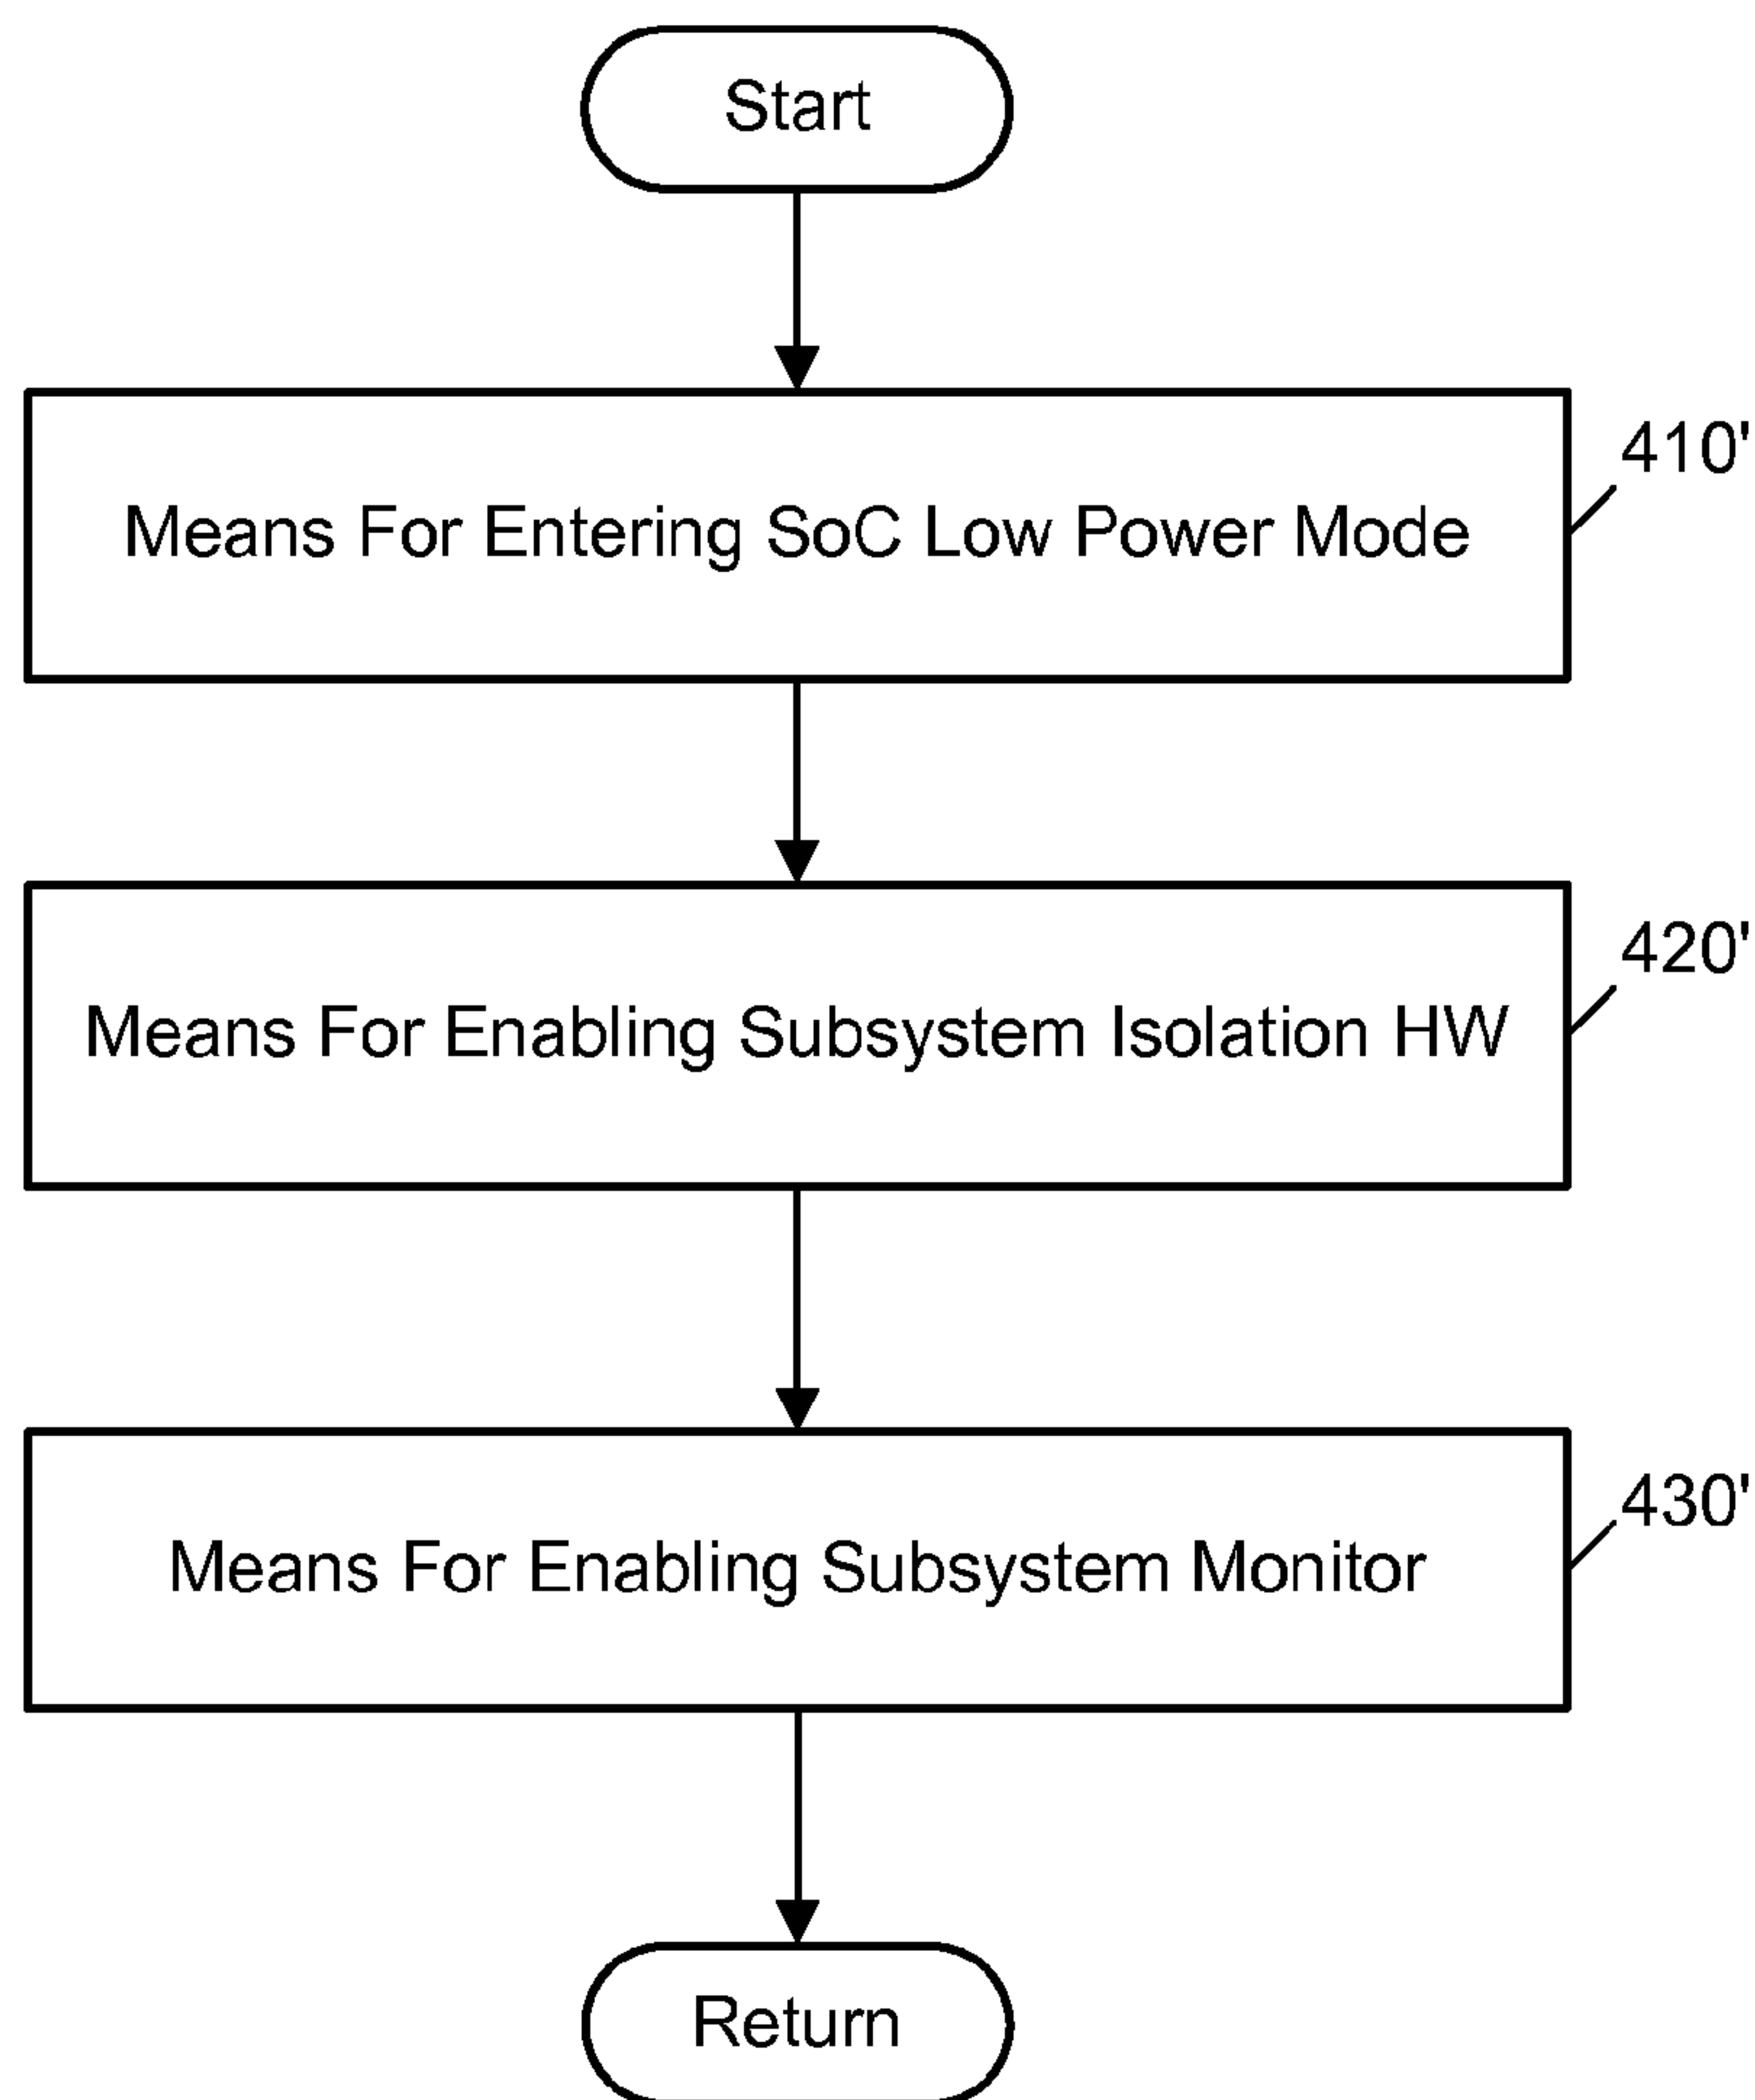 Start
410'
Means For Entering SoC Low Power Mode
420'
Means For Enabling Subsystem Isolation HW
430'
Means For Enabling Subsystem Monitor
Return